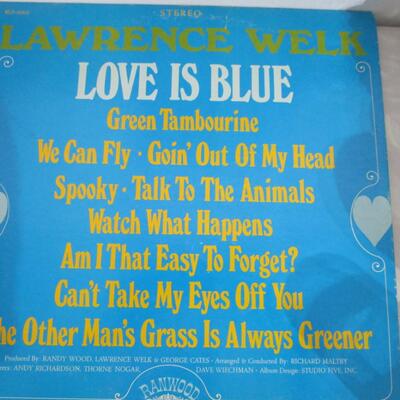 STEREO
LAWRENCE WELK
LOVE IS BLUE
Green Tambourine
We Can Fly · Goin' Out Of My Head
Spooky · Talk To The Animals
Watch What Happens
Am I That Easy To Forget?
Can't Take My Eyes Off You
he Other Man's Grass Is Always Greener
Produced By: RANDY WOOD, LAWRENCE WELK & GEORGE CATES · Arranged & Conducted By: RICHARD MALTBY
ANDY RICHARDSON, THORNE NOGAR, DAVE WIECHMAN · Album Design: STUDIO FIVE, INC.
RANWOOD